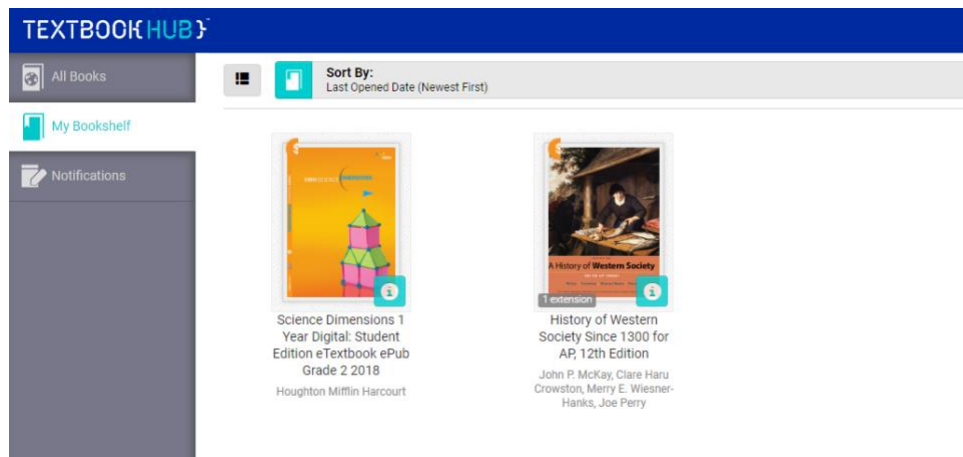 TEXTBOOK{HUB}
All Books
My Bookshelf
Notifications
Sort By:
Last Opened Date (Newest First)
A History of Western Society
1 extension
Science Dimensions 1
Year Digital: Student
Edition eTextbook ePub
Grade 2 2018
Houghton Mifflin Harcourt
History of Western
Society Since 1300 for
AP, 12th Edition
John P. McKay, Clare Haru
Crowston, Merry E. Wiesner-
Hanks, Joe Perry